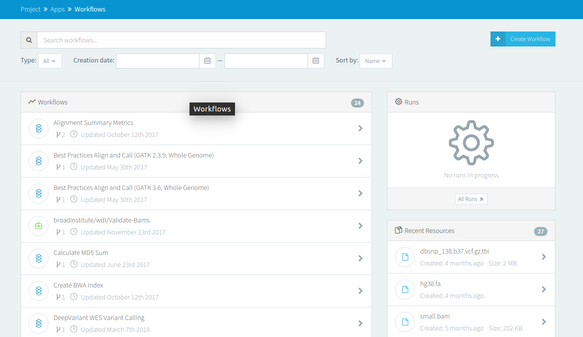 Project » Apps » Workflows
Search workflows...
Create Workflow
Type: All Creation date: — Sort by: Name
Workflows 24
Workflows
Alignment Summary Metrics
2 Updated October 12th 2017
Best Practices Align and Call (GATK 2.3.9, Whole Genome)
1 Updated May 30th 2017
Best Practices Align and Call (GATK 3.6, Whole Genome)
1 Updated May 30th 2017
broadinstitute/wdl/Validate-Bams
1 Updated November 23rd 2017
Calculate MD5 Sum
1 Updated June 23rd 2017
Create BWA Index
1 Updated October 12th 2017
DeepVariant WES Variant Calling
1 Updated March 7th 2018
Runs
No runs in progress.
All Runs »
Recent Resources 27
dbsnp_138.b37.vcf.gz.tbi
Created: 4 months ago Size: 2 MB
hg38.fa
Created: 4 months ago
small.bam
Created: 5 months ago Size: 202 KB